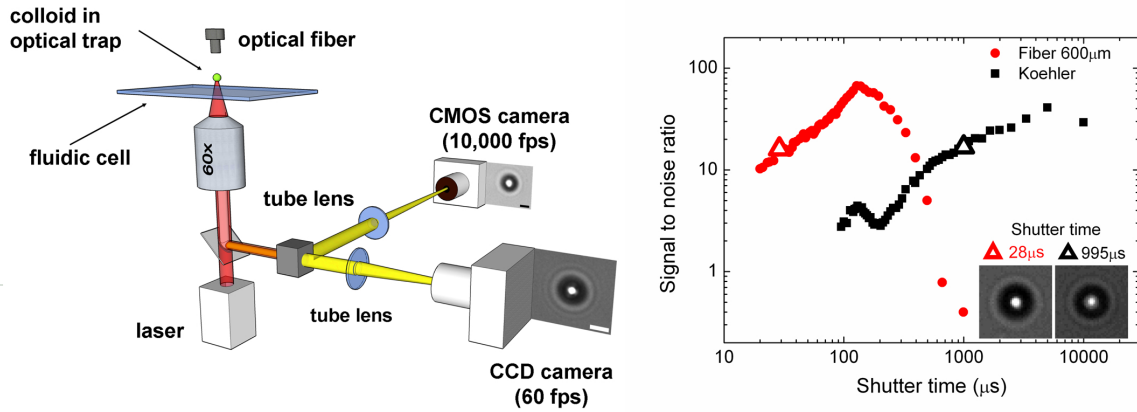 colloid in
optical trap
optical fiber
fluidic cell
60x
CMOS camera
(10,000 fps)
tube lens
tube lens
laser
CCD camera
(60 fps)
Signal to noise ratio
100
10
1
Fiber 600μm
Koehler
Shutter time
28μs
995μs
10
100
1000
10000
Shutter time (μs)